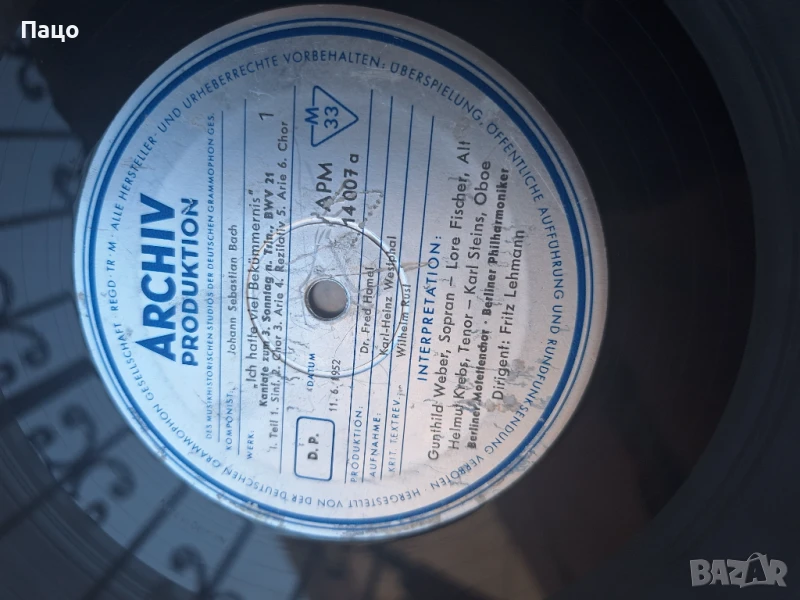 Пацо
ARCHIV
PRODUKTION
DES MUSIKHISTORISCHEN STUDIOS DER DEUTSCHEN GRAMMOPHON GES.
KOMPONIST: Johann Sebastian Bach
WERK: „Ich hatte viel Bekümmernis"
Kantate zum 3. Sonntag n. Trin., BWV 21
1. Teil 1. Sinf. 2. Chor 3. Arie 4. Rezitativ 5. Arie 6. Chor
1
M
33
APM
14 007 a
DATUM
11. 6. 1952
D.P.
PRODUKTION: Dr. Fred Hamel
AUFNAHME: Karl-Heinz Westphal
KRIT. TEXTREV.: Wilhelm Rust
INTERPRETATION:
Gunthild Weber, Sopran – Lore Fischer, Alt
Helmut Krebs, Tenor – Karl Steins, Oboe
Berliner Motettenchor · Berliner Philharmoniker
Dirigent: Fritz Lehmann
HERGESTELLT VON DER DEUTSCHEN GRAMMOPHON GESELLSCHAFT · REGD · TR · M · ALLE HERSTELLER- UND URHEBERRECHTE VORBEHALTEN: ÜBERSPIELUNG, ÖFFENTLICHE AUFFÜHRUNG UND RUNDFUNKSENDUNG VERBOTEN ·
BAZAR